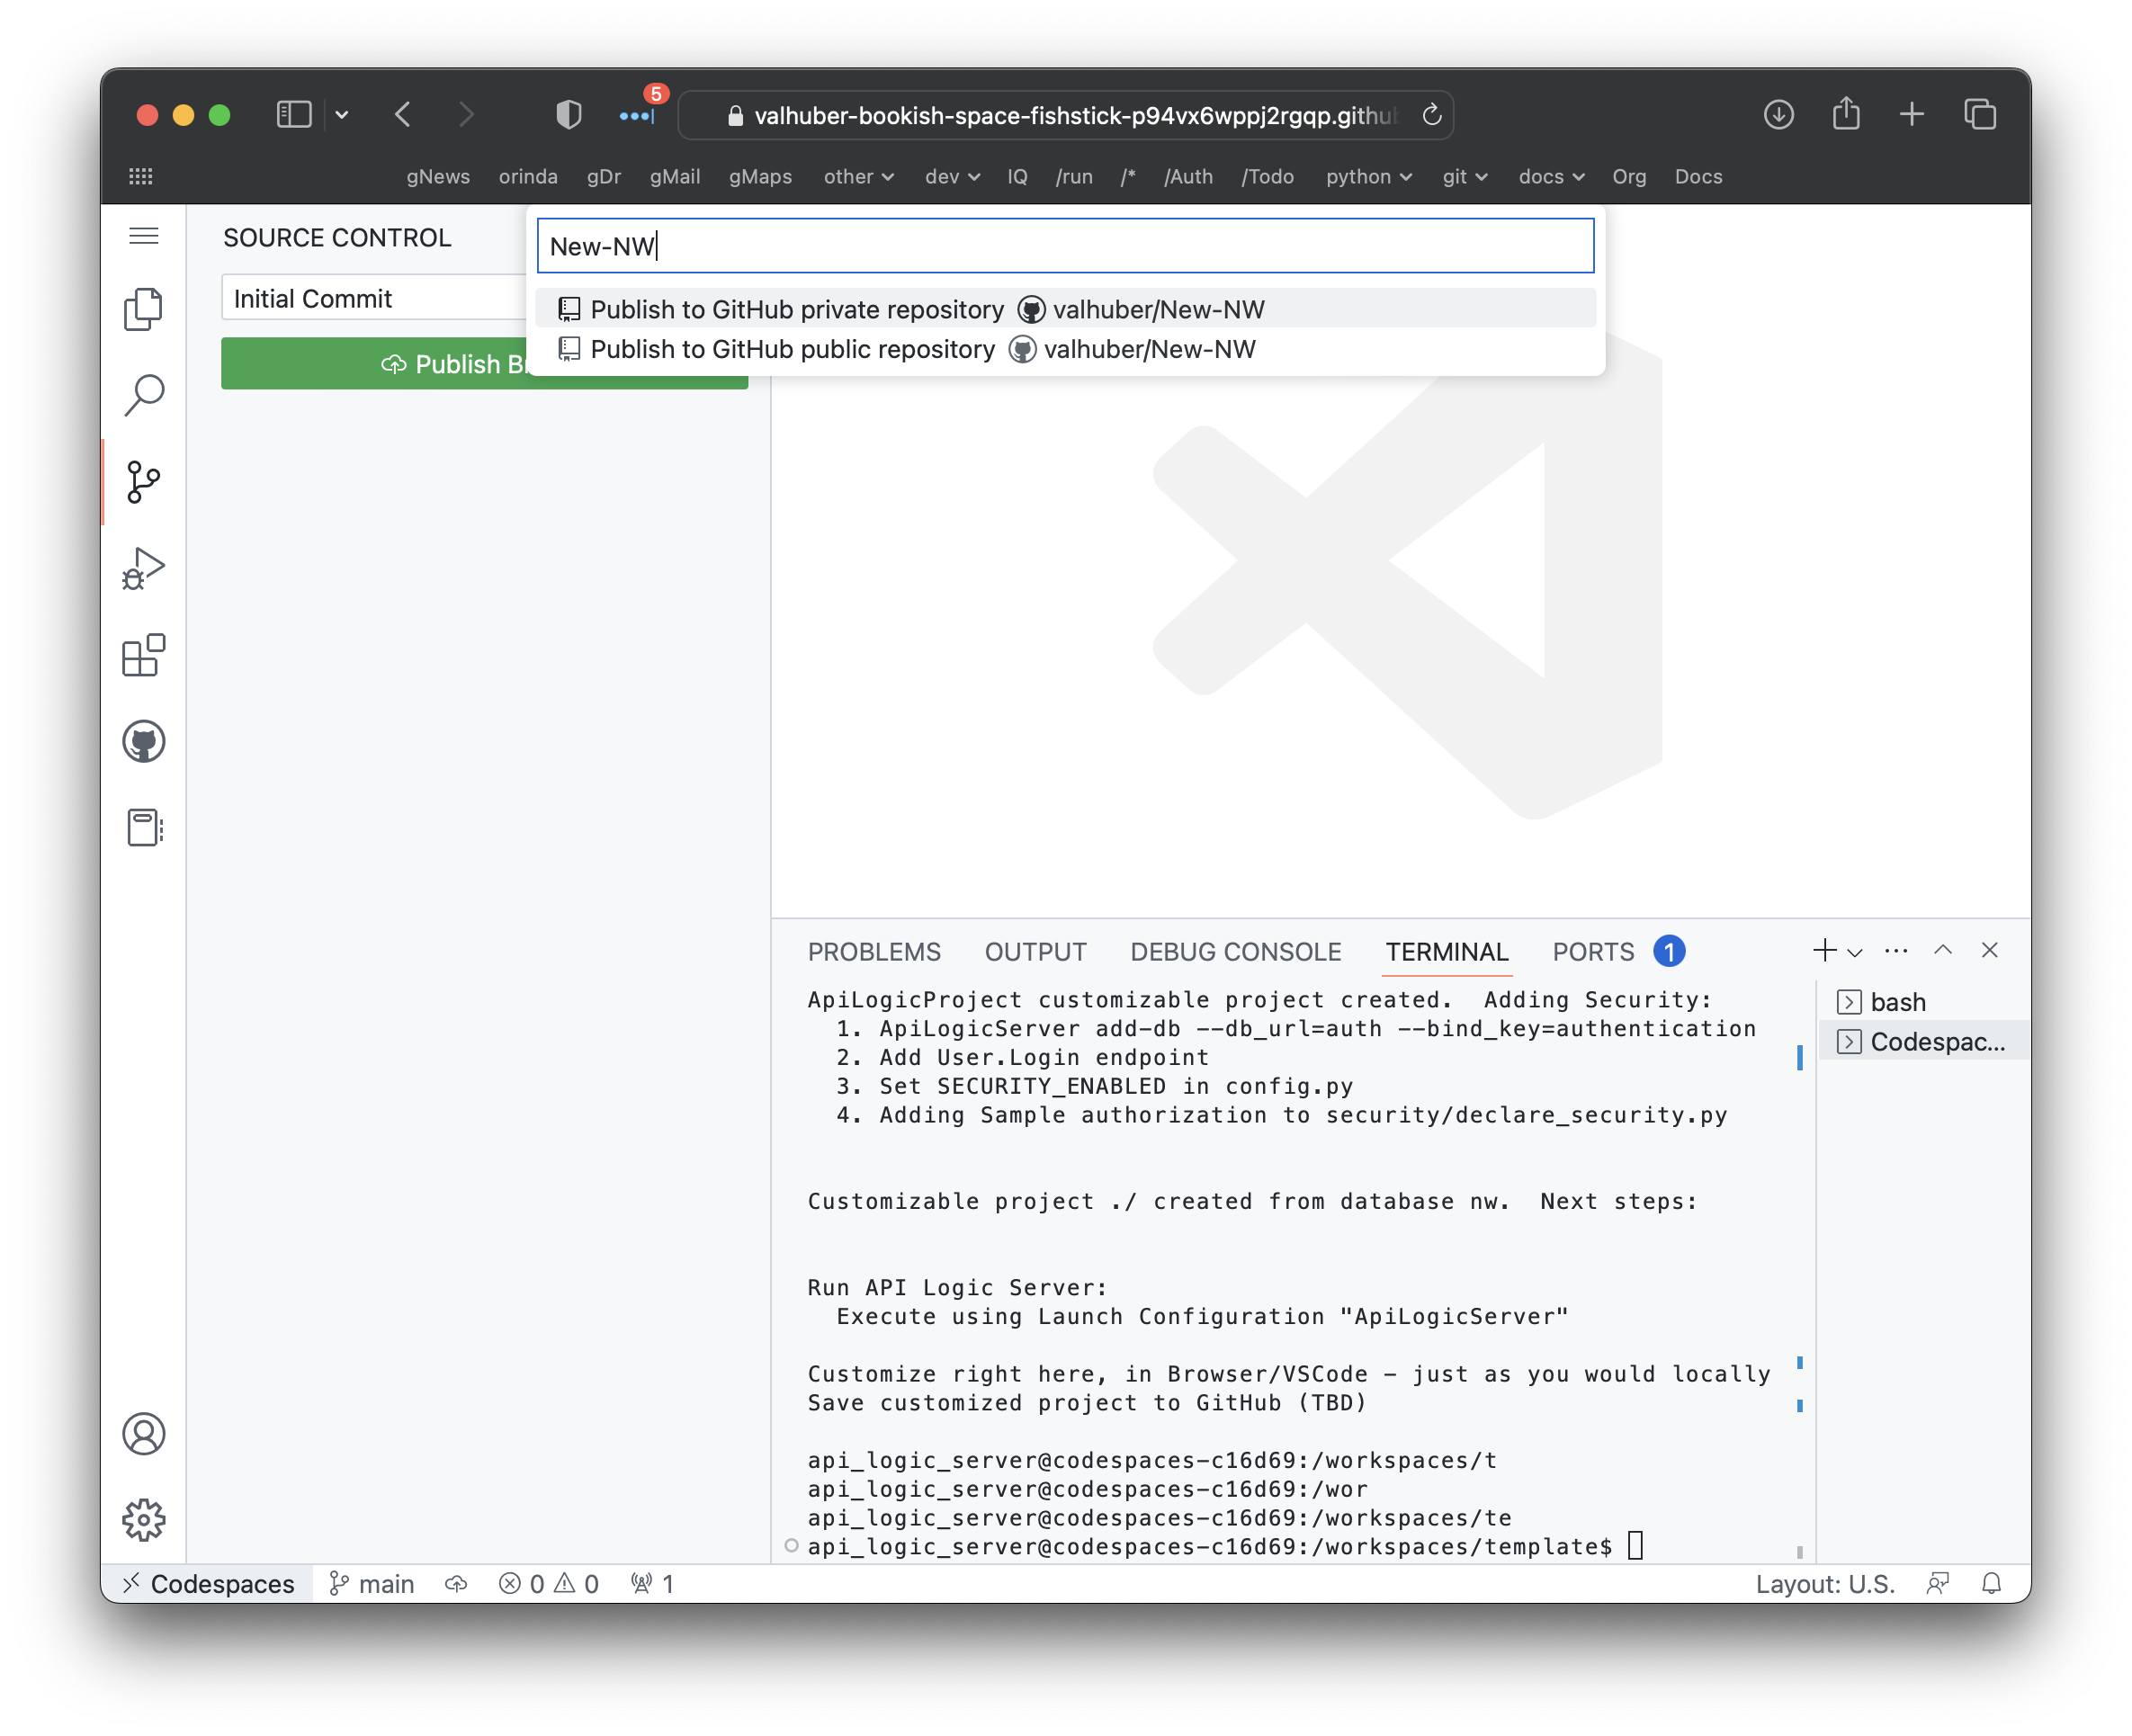 5
valhuber-bookish-space-fishstick-p94vx6wppj2rgqp.githu
gNews orinda gDr gMail gMaps other dev IQ /run /* /Auth /Todo python git docs Org Docs
SOURCE CONTROL
New-NW
Initial Commit
Publish to GitHub private repository valhuber/New-NW
Publish to GitHub public repository valhuber/New-NW
Publish B
PROBLEMS OUTPUT DEBUG CONSOLE TERMINAL PORTS 1
ApiLogicProject customizable project created.  Adding Security:
  1. ApiLogicServer add-db --db_url=auth --bind_key=authentication
  2. Add User.Login endpoint
  3. Set SECURITY_ENABLED in config.py
  4. Adding Sample authorization to security/declare_security.py
Customizable project ./ created from database nw.  Next steps:
Run API Logic Server:
  Execute using Launch Configuration "ApiLogicServer"
Customize right here, in Browser/VSCode - just as you would locally
Save customized project to GitHub (TBD)
api_logic_server@codespaces-c16d69:/workspaces/t
api_logic_server@codespaces-c16d69:/wor
api_logic_server@codespaces-c16d69:/workspaces/te
api_logic_server@codespaces-c16d69:/workspaces/template$
bash
Codespac...
Codespaces main 0 0 1 Layout: U.S.